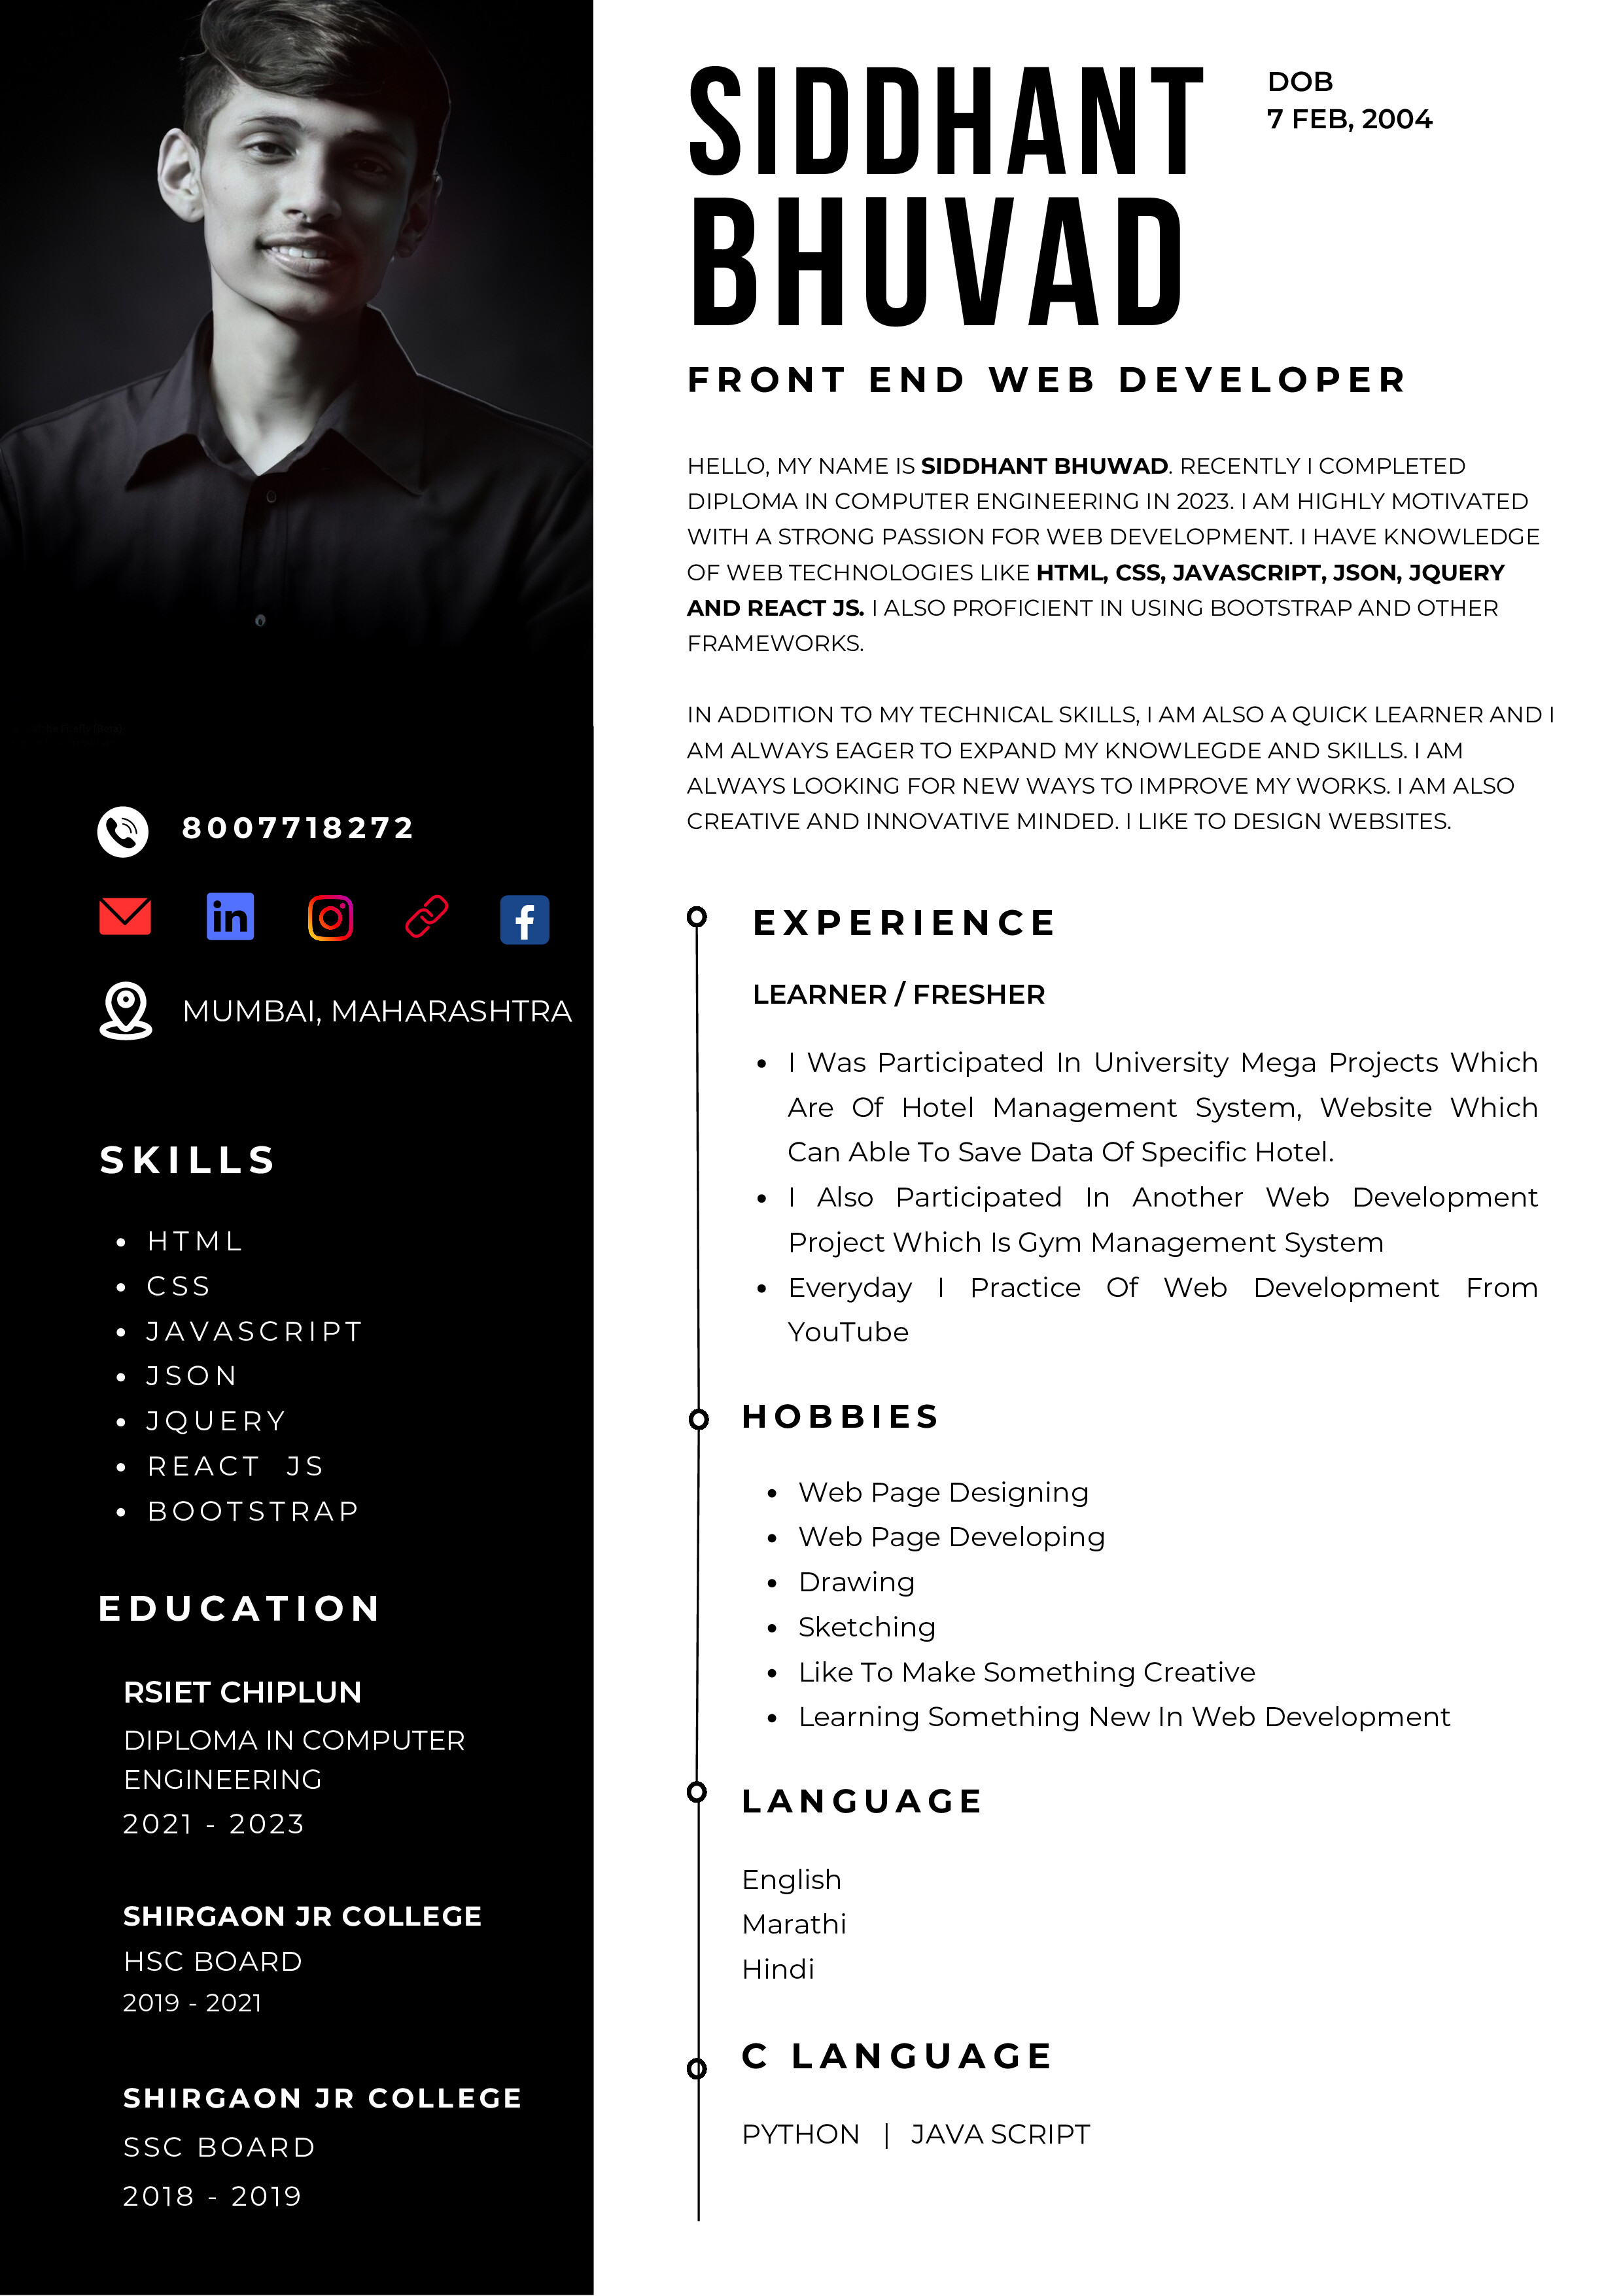 SIDDHANT
BHUVAD
DOB
7 FEB, 2004
FRONT END WEB DEVELOPER
HELLO, MY NAME IS SIDDHANT BHUWAD. RECENTLY I COMPLETED
DIPLOMA IN COMPUTER ENGINEERING IN 2023. I AM HIGHLY MOTIVATED
WITH A STRONG PASSION FOR WEB DEVELOPMENT. I HAVE KNOWLEDGE
OF WEB TECHNOLOGIES LIKE HTML, CSS, JAVASCRIPT, JSON, JQUERY
AND REACT JS. I ALSO PROFICIENT IN USING BOOTSTRAP AND OTHER
FRAMEWORKS.
IN ADDITION TO MY TECHNICAL SKILLS, I AM ALSO A QUICK LEARNER AND I
AM ALWAYS EAGER TO EXPAND MY KNOWLEGDE AND SKILLS. I AM
ALWAYS LOOKING FOR NEW WAYS TO IMPROVE MY WORKS. I AM ALSO
CREATIVE AND INNOVATIVE MINDED. I LIKE TO DESIGN WEBSITES.
8007718272
MUMBAI, MAHARASHTRA
SKILLS
• HTML
• CSS
• JAVASCRIPT
• JSON
• JQUERY
• REACT JS
• BOOTSTRAP
EDUCATION
RSIET CHIPLUN
DIPLOMA IN COMPUTER
ENGINEERING
2021 - 2023
SHIRGAON JR COLLEGE
HSC BOARD
2019 - 2021
SHIRGAON JR COLLEGE
SSC BOARD
2018 - 2019
EXPERIENCE
LEARNER / FRESHER
• I Was Participated In University Mega Projects Which
Are Of Hotel Management System, Website Which
Can Able To Save Data Of Specific Hotel.
• I Also Participated In Another Web Development
Project Which Is Gym Management System
• Everyday I Practice Of Web Development From
YouTube
HOBBIES
• Web Page Designing
• Web Page Developing
• Drawing
• Sketching
• Like To Make Something Creative
• Learning Something New In Web Development
LANGUAGE
English
Marathi
Hindi
C LANGUAGE
PYTHON | JAVA SCRIPT